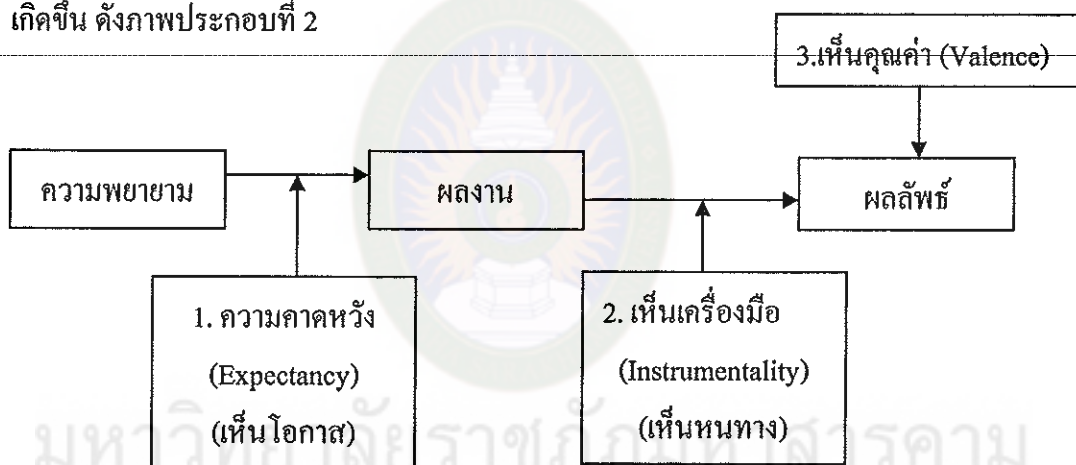 เกิดขึ้น ดังภาพประกอบที่ 2
3.เห็นคุณค่า (Valence)
ความพยายาม
ผลงาน
ผลลัพธ์
1. ความคาดหวัง
(Expectancy)
(เห็นโอกาส)
2. เห็นเครื่องมือ
(Instrumentality)
(เห็นหนทาง)
มหาวิทยาลัยราชภัฏมหาสารคาม